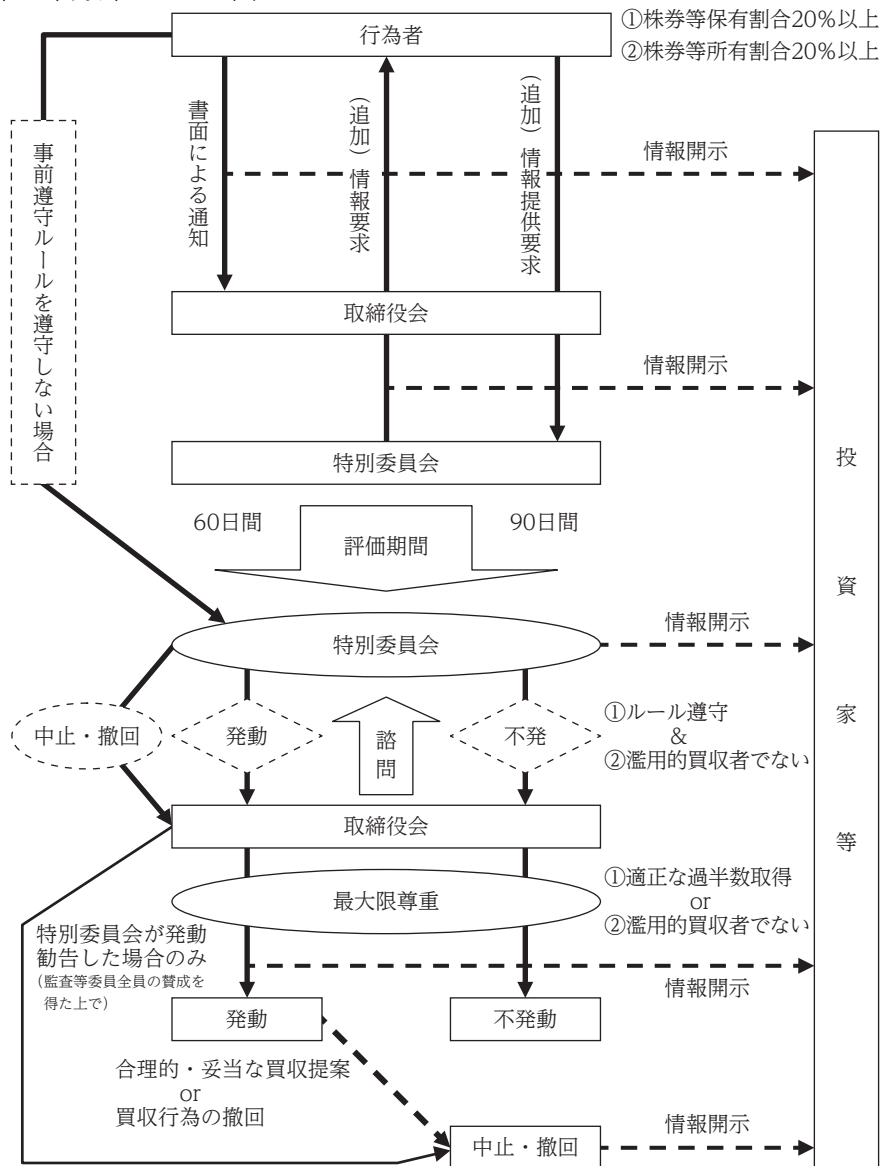 行為者
①株券等保有割合20%以上
②株券等所有割合20%以上
事前遵守ルールを遵守しない場合
書面による通知
(追加)情報要求
(追加)情報提供要求
情報開示
取締役会
情報開示
特別委員会
60日間
評価期間
90日間
特別委員会
情報開示
中止・撤回
発動
諮問
不発
①ルール遵守
&
②濫用的買収者でない
取締役会
最大限尊重
①適正な過半数取得
or
②濫用的買収者でない
特別委員会が発動
勧告した場合のみ
(監査等委員全員の賛成を
得た上で)
情報開示
発動
不発動
合理的・妥当な買収提案
or
買収行為の撤回
中止・撤回
情報開示
投資家等